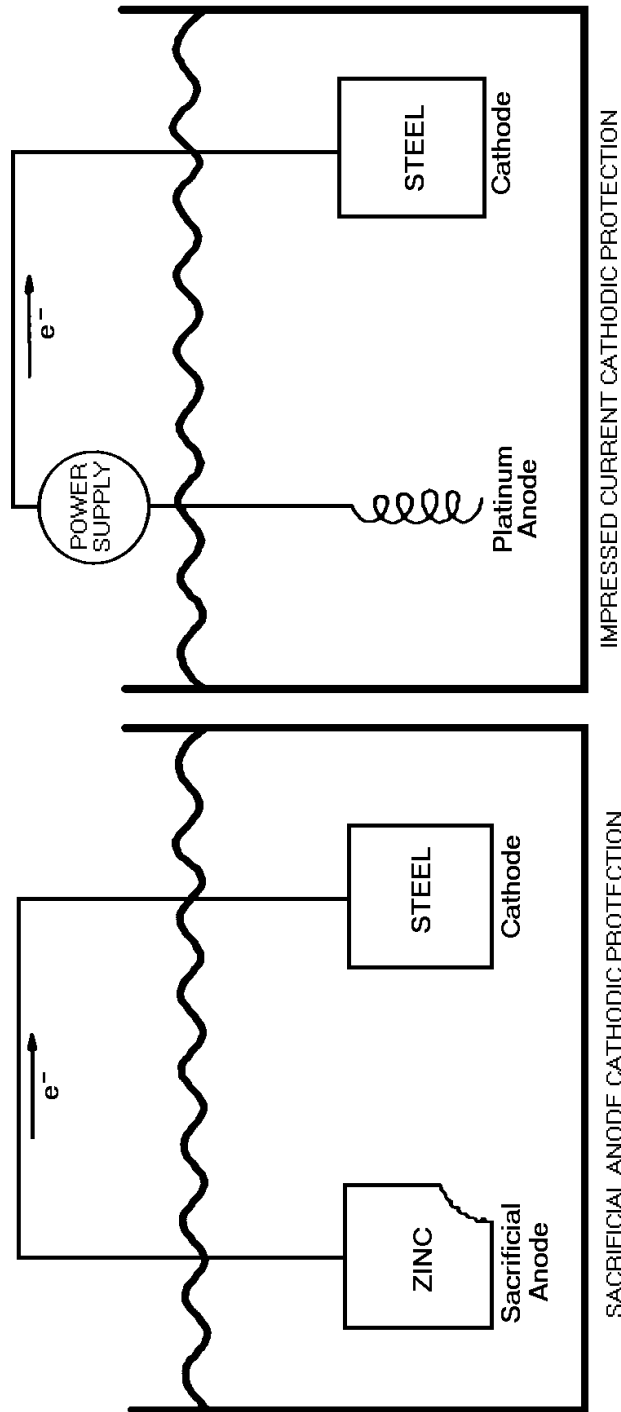 e⁻
ZINC
Sacrificial
Anode
STEEL
Cathode
SACRIFICIAL ANODE CATHODIC PROTECTION
POWER
SUPPLY
e⁻
Platinum
Anode
STEEL
Cathode
IMPRESSED CURRENT CATHODIC PROTECTION